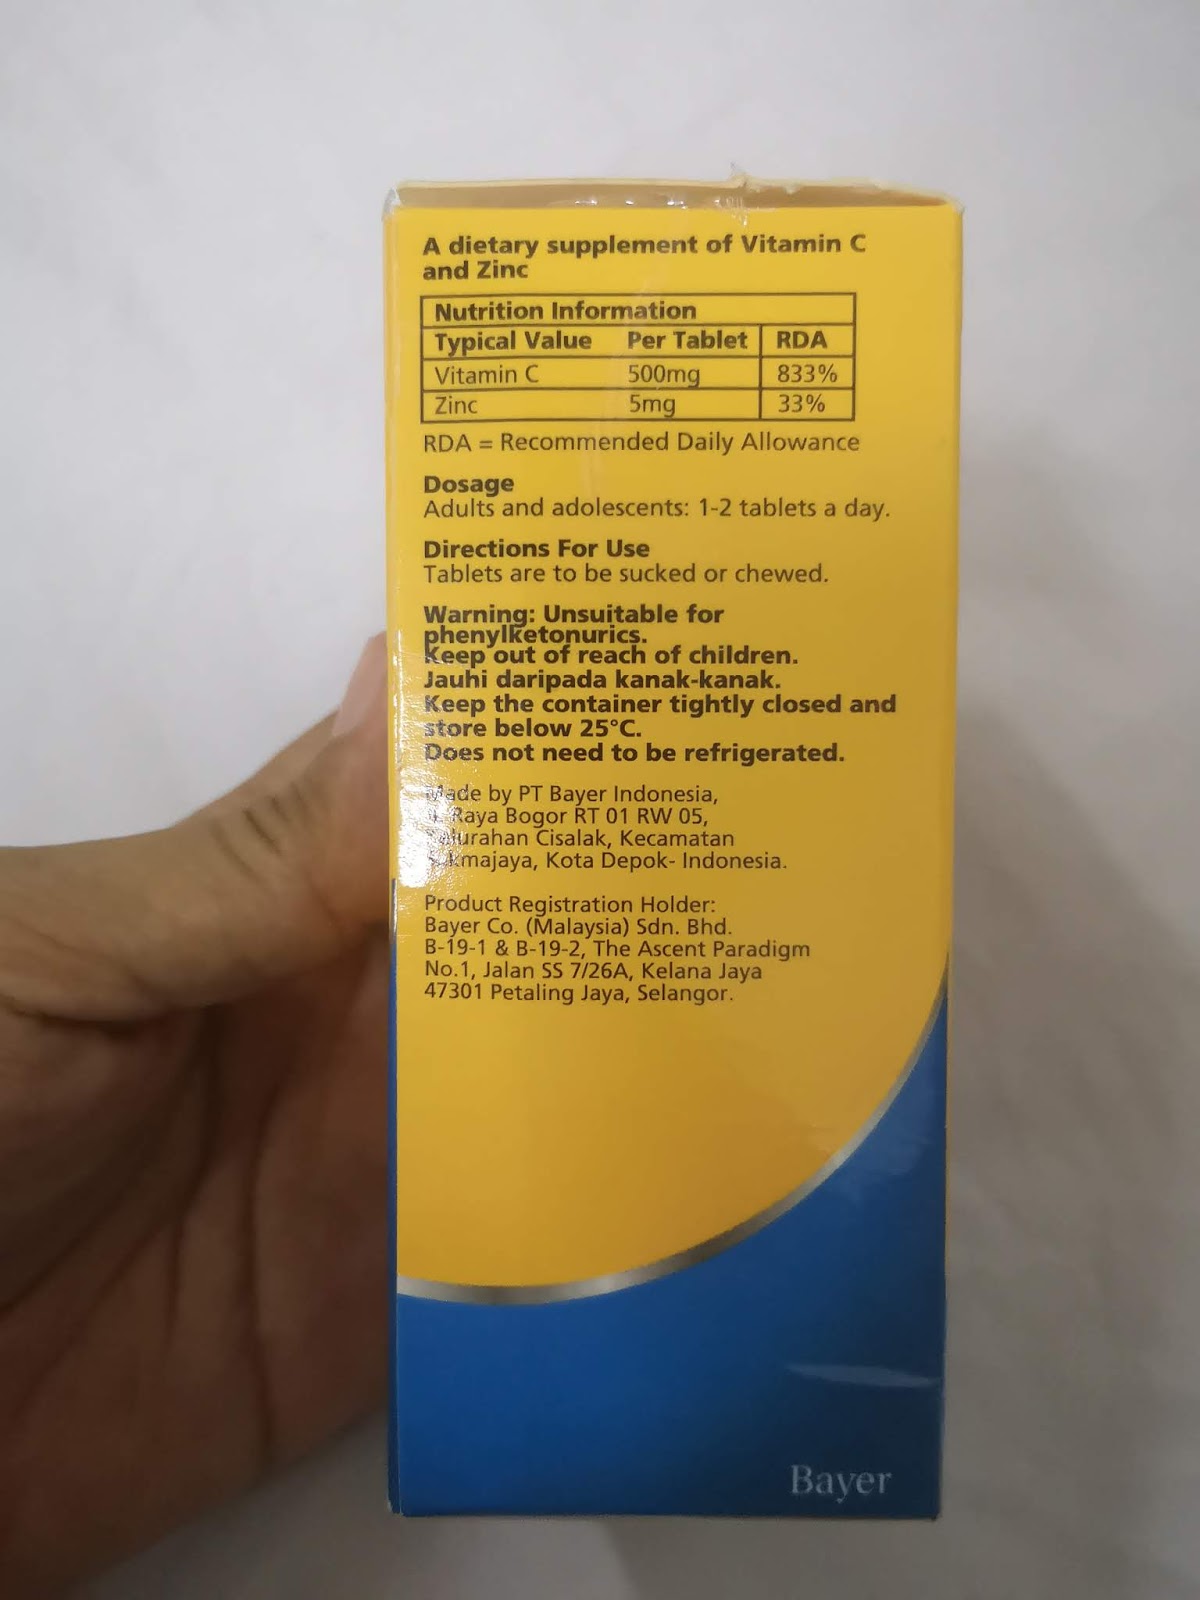 A dietary supplement of Vitamin C
and Zinc
Nutrition Information
Typical Value Per Tablet RDA
Vitamin C 500mg 833%
Zinc 5mg 33%
RDA = Recommended Daily Allowance
Dosage
Adults and adolescents: 1-2 tablets a day.
Directions For Use
Tablets are to be sucked or chewed.
Warning: Unsuitable for
phenylketonurics.
Keep out of reach of children.
Jauhi daripada kanak-kanak.
Keep the container tightly closed and
store below 25°C.
Does not need to be refrigerated.
Made by PT Bayer Indonesia,
Raya Bogor RT 01 RW 05,
Cisalak, Kecamatan
Kota Depok- Indonesia.
Product Registration Holder:
Bayer Co. (Malaysia) Sdn. Bhd.
B-19-1 & B-19-2, The Ascent Paradigm
No.1, Jalan SS 7/26A, Kelana Jaya
47301 Petaling Jaya, Selangor.
Bayer